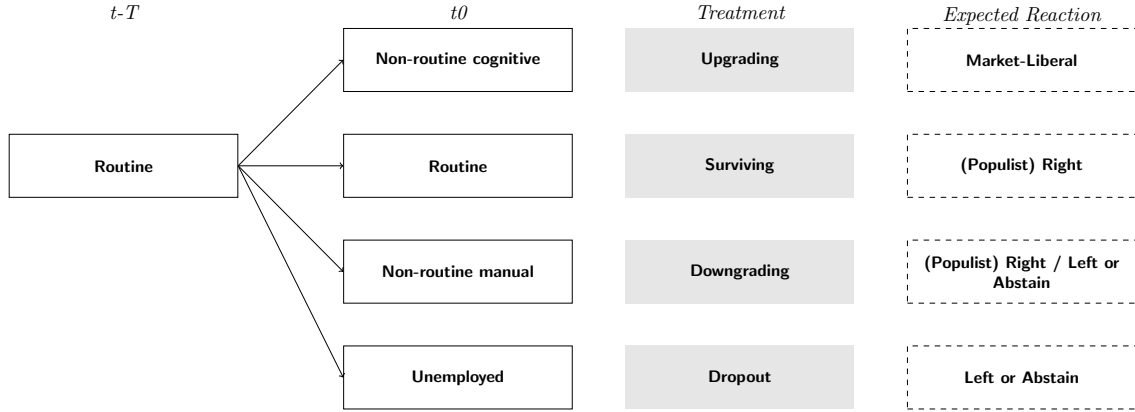 t-T
t0
Treatment
Expected Reaction
Non-routine cognitive
Upgrading
Market-Liberal
Routine
Routine
Surviving
(Populist) Right
Non-routine manual
Downgrading
(Populist) Right / Left or
Abstain
Unemployed
Dropout
Left or Abstain